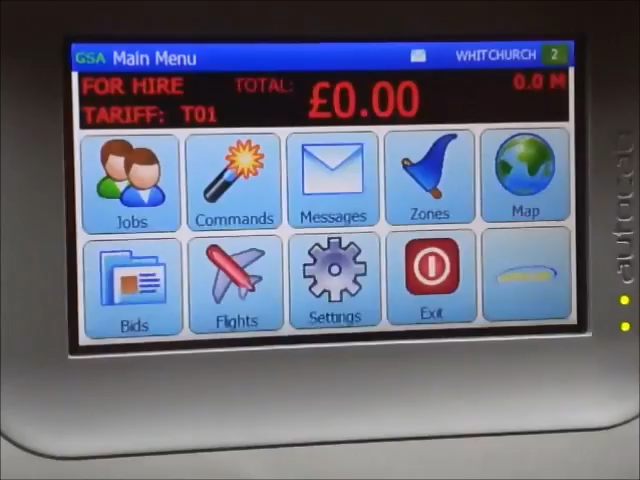 GSA Main Menu WHITCHURCH 2
FOR HIRE TOTAL: £0.00 0.0 M
TARIFF: T01
Jobs Commands Messages Zones Map
Bids Flights Settings Exit
autocab